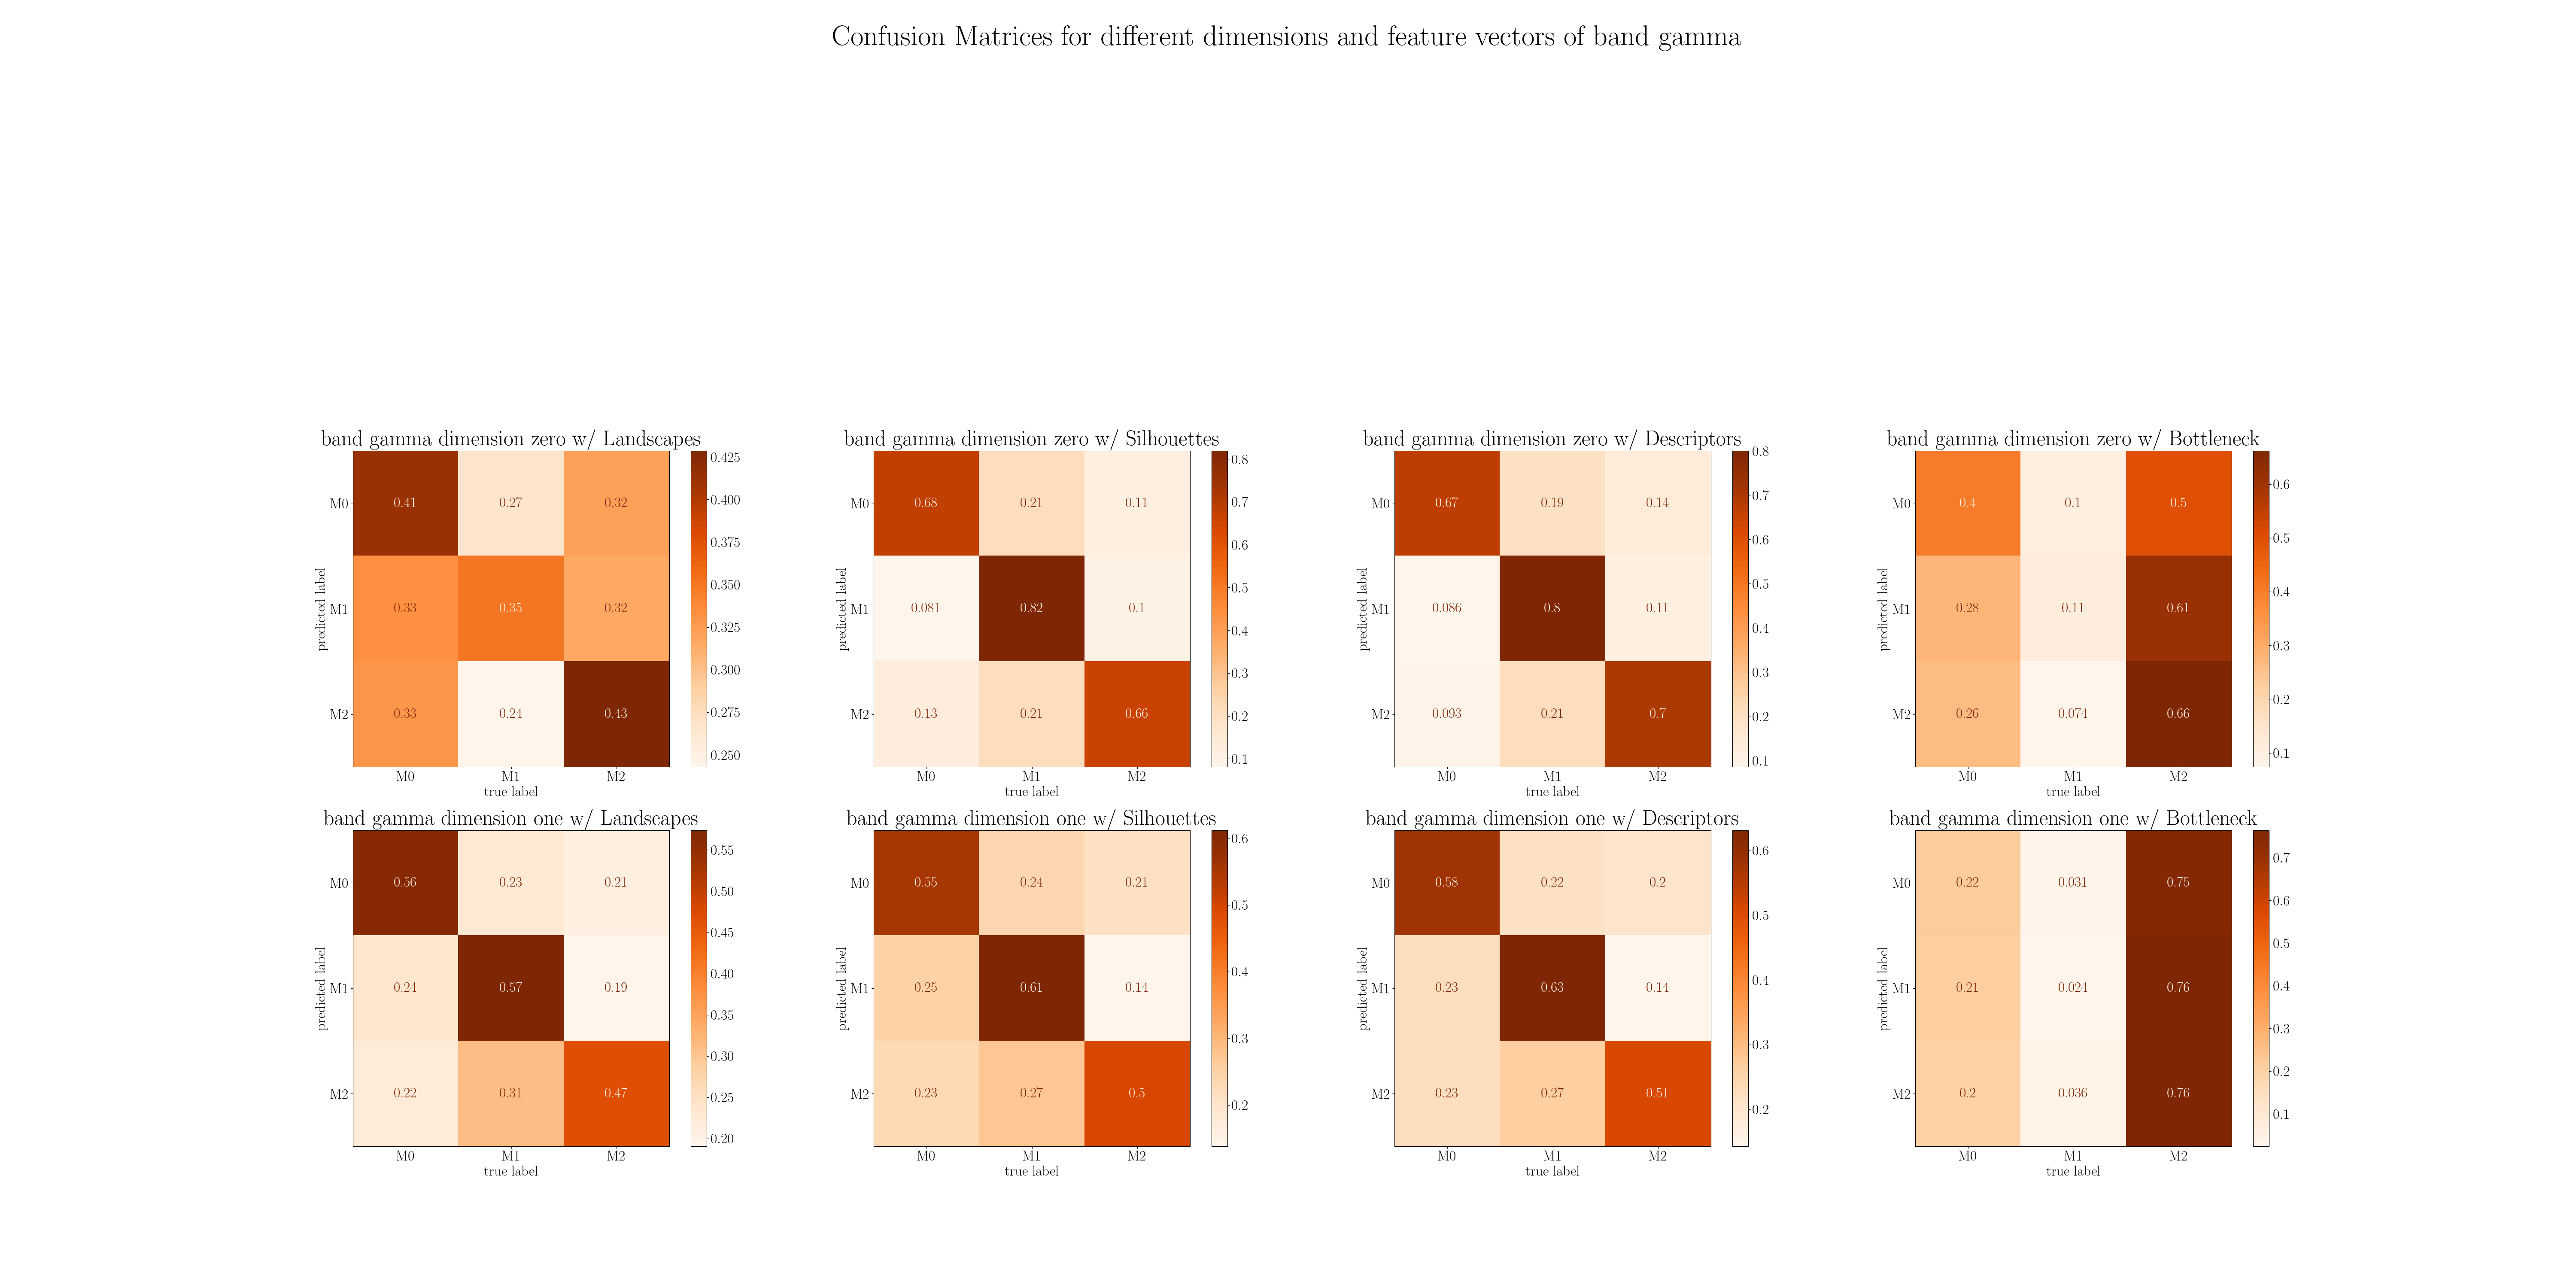 Confusion Matrices for different dimensions and feature vectors of band gamma
band gamma dimension zero w/ Landscapes
predicted label
M0 0.41 0.27 0.32
M1 0.33 0.35 0.32
M2 0.33 0.24 0.43
M0 M1 M2
true label
0.425
0.400
0.375
0.350
0.325
0.300
0.275
0.250
band gamma dimension zero w/ Silhouettes
predicted label
M0 0.68 0.21 0.11
M1 0.081 0.82 0.1
M2 0.13 0.21 0.66
M0 M1 M2
true label
0.8
0.7
0.6
0.5
0.4
0.3
0.2
0.1
band gamma dimension zero w/ Descriptors
predicted label
M0 0.67 0.19 0.14
M1 0.086 0.8 0.11
M2 0.093 0.21 0.7
M0 M1 M2
true label
0.8
0.7
0.6
0.5
0.4
0.3
0.2
0.1
band gamma dimension zero w/ Bottleneck
predicted label
M0 0.4 0.1 0.5
M1 0.28 0.11 0.61
M2 0.26 0.074 0.66
M0 M1 M2
true label
0.6
0.5
0.4
0.3
0.2
0.1
band gamma dimension one w/ Landscapes
predicted label
M0 0.56 0.23 0.21
M1 0.24 0.57 0.19
M2 0.22 0.31 0.47
M0 M1 M2
true label
0.55
0.50
0.45
0.40
0.35
0.30
0.25
0.20
band gamma dimension one w/ Silhouettes
predicted label
M0 0.55 0.24 0.21
M1 0.25 0.61 0.14
M2 0.23 0.27 0.5
M0 M1 M2
true label
0.6
0.5
0.4
0.3
0.2
band gamma dimension one w/ Descriptors
predicted label
M0 0.58 0.22 0.2
M1 0.23 0.63 0.14
M2 0.23 0.27 0.51
M0 M1 M2
true label
0.6
0.5
0.4
0.3
0.2
band gamma dimension one w/ Bottleneck
predicted label
M0 0.22 0.031 0.75
M1 0.21 0.024 0.76
M2 0.2 0.036 0.76
M0 M1 M2
true label
0.7
0.6
0.5
0.4
0.3
0.2
0.1